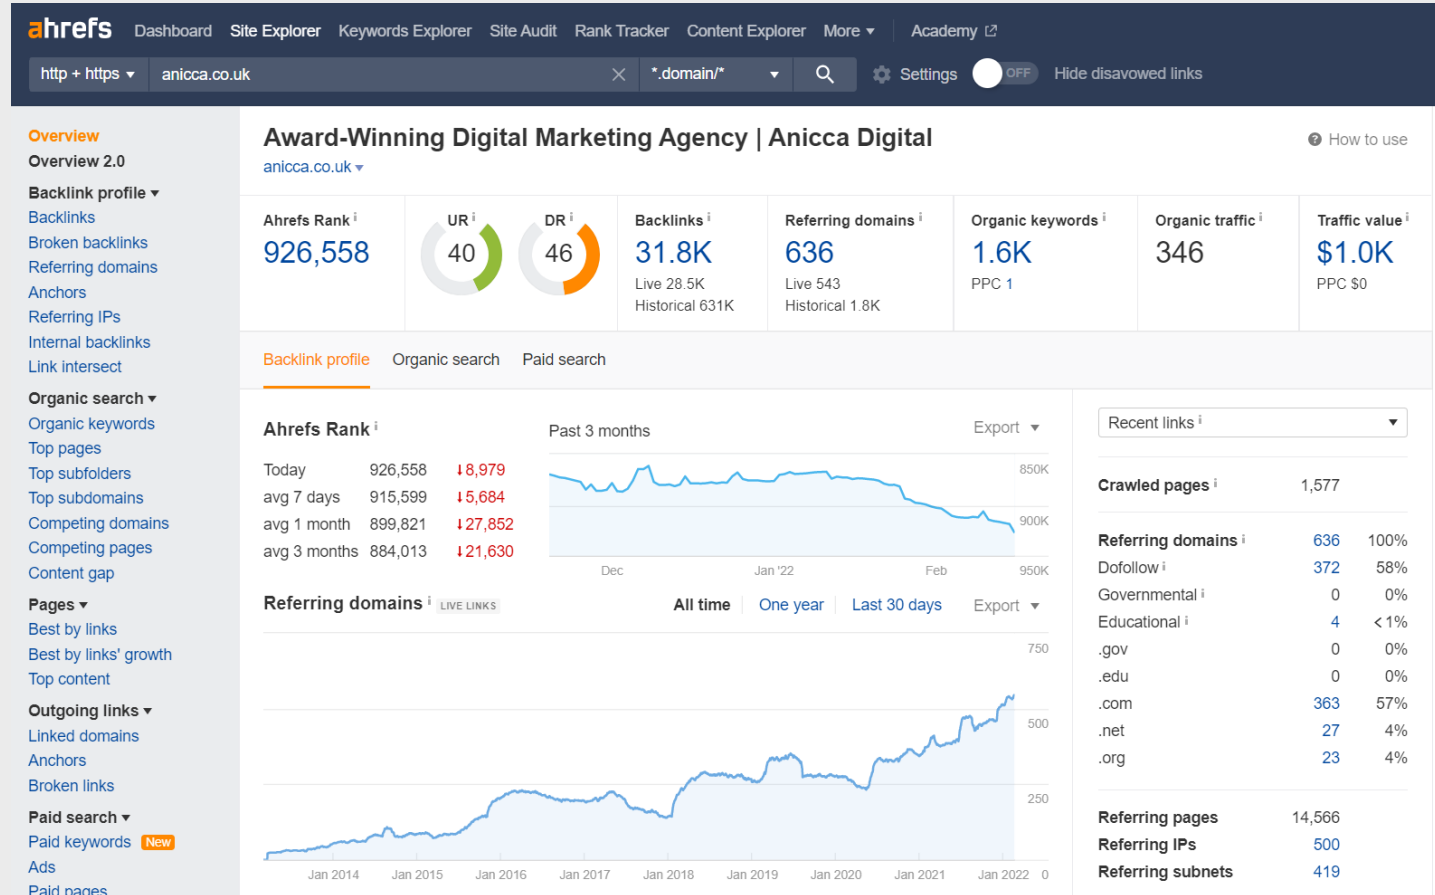 ahrefs Dashboard Site Explorer Keywords Explorer Site Audit Rank Tracker Content Explorer More Academy
http + https anicca.co.uk *.domain/* Settings OFF Hide disavowed links
Overview
Overview 2.0
Backlink profile
Backlinks
Broken backlinks
Referring domains
Anchors
Referring IPs
Internal backlinks
Link intersect
Organic search
Organic keywords
Top pages
Top subfolders
Top subdomains
Competing domains
Competing pages
Content gap
Pages
Best by links
Best by links' growth
Top content
Outgoing links
Linked domains
Anchors
Broken links
Paid search
Paid keywords New
Ads
Paid pages
Award-Winning Digital Marketing Agency | Anicca Digital
How to use
anicca.co.uk
Ahrefs Rank i
926,558
UR i
40
DR i
46
Backlinks i
31.8K
Live 28.5K
Historical 631K
Referring domains i
636
Live 543
Historical 1.8K
Organic keywords i
1.6K
PPC 1
Organic traffic i
346
Traffic value i
$1.0K
PPC $0
Backlink profile Organic search Paid search
Ahrefs Rank i
Today 926,558 ↓8,979
avg 7 days 915,599 ↓5,684
avg 1 month 899,821 ↓27,852
avg 3 months 884,013 ↓21,630
Past 3 months
Export
850K
900K
950K
Dec Jan '22 Feb
Referring domains i LIVE LINKS
All time One year Last 30 days Export
750
500
250
0
Jan 2014 Jan 2015 Jan 2016 Jan 2017 Jan 2018 Jan 2019 Jan 2020 Jan 2021 Jan 2022
Recent links i
Crawled pages i 1,577
Referring domains i 636 100%
Dofollow i 372 58%
Governmental i 0 0%
Educational i 4 <1%
.gov 0 0%
.edu 0 0%
.com 363 57%
.net 27 4%
.org 23 4%
Referring pages 14,566
Referring IPs 500
Referring subnets 419